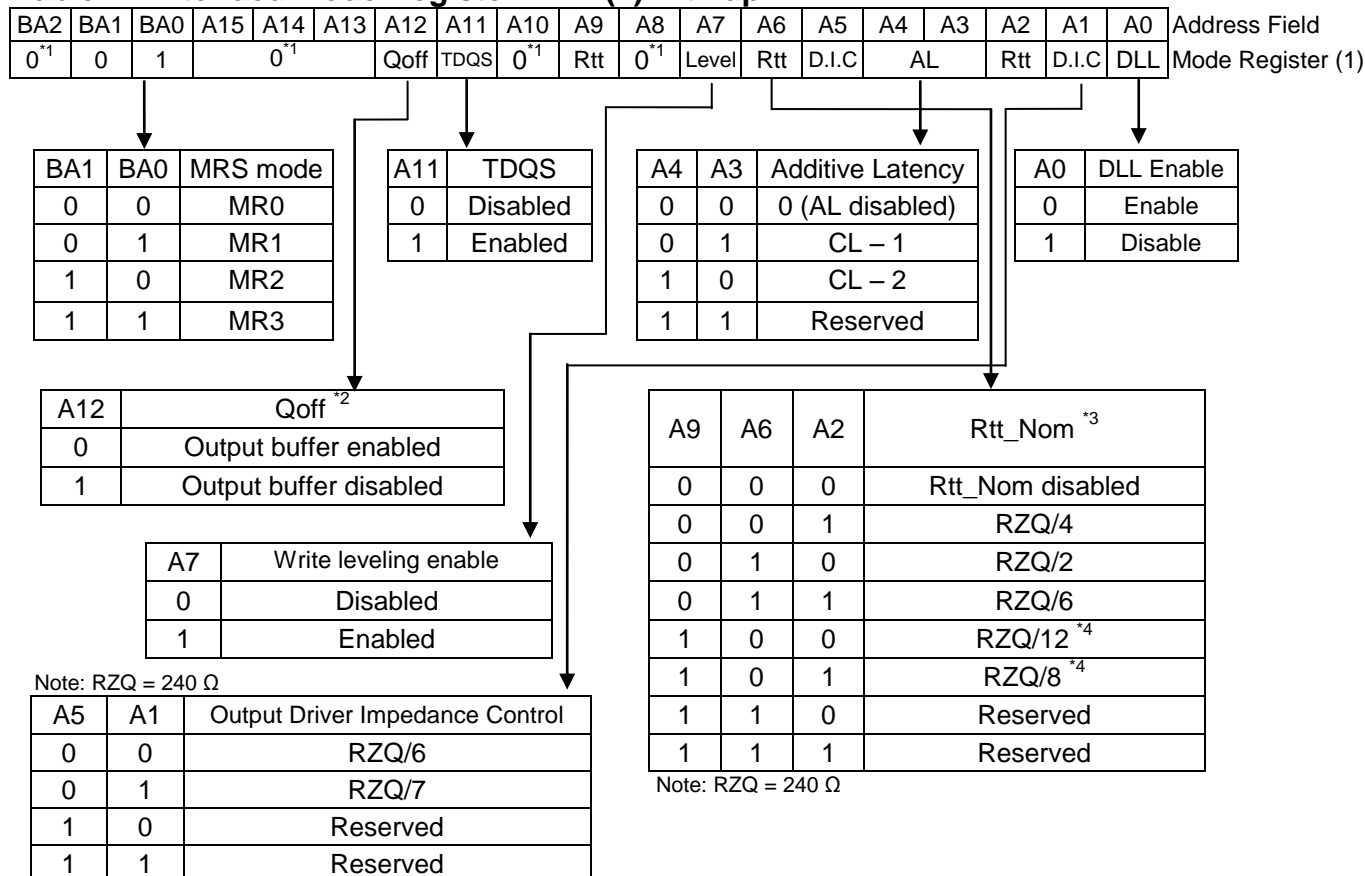 BA2 BA1 BA0 A15 A14 A13 A12 A11 A10 A9 A8 A7 A6 A5 A4 A3 A2 A1 A0 Address Field
0*1 0 1 0*1 Qoff TDQS 0*1 Rtt 0*1 Level Rtt D.I.C AL Rtt D.I.C DLL Mode Register (1)
BA1 BA0 MRS mode
0 0 MR0
0 1 MR1
1 0 MR2
1 1 MR3
A11 TDQS
0 Disabled
1 Enabled
A4 A3 Additive Latency
0 0 0 (AL disabled)
0 1 CL – 1
1 0 CL – 2
1 1 Reserved
A0 DLL Enable
0 Enable
1 Disable
A12 Qoff *2
0 Output buffer enabled
1 Output buffer disabled
A7 Write leveling enable
0 Disabled
1 Enabled
Note: RZQ = 240 Ω
A5 A1 Output Driver Impedance Control
0 0 RZQ/6
0 1 RZQ/7
1 0 Reserved
1 1 Reserved
A9 A6 A2 Rtt_Nom *3
0 0 0 Rtt_Nom disabled
0 0 1 RZQ/4
0 1 0 RZQ/2
0 1 1 RZQ/6
1 0 0 RZQ/12 *4
1 0 1 RZQ/8 *4
1 1 0 Reserved
1 1 1 Reserved
Note: RZQ = 240 Ω